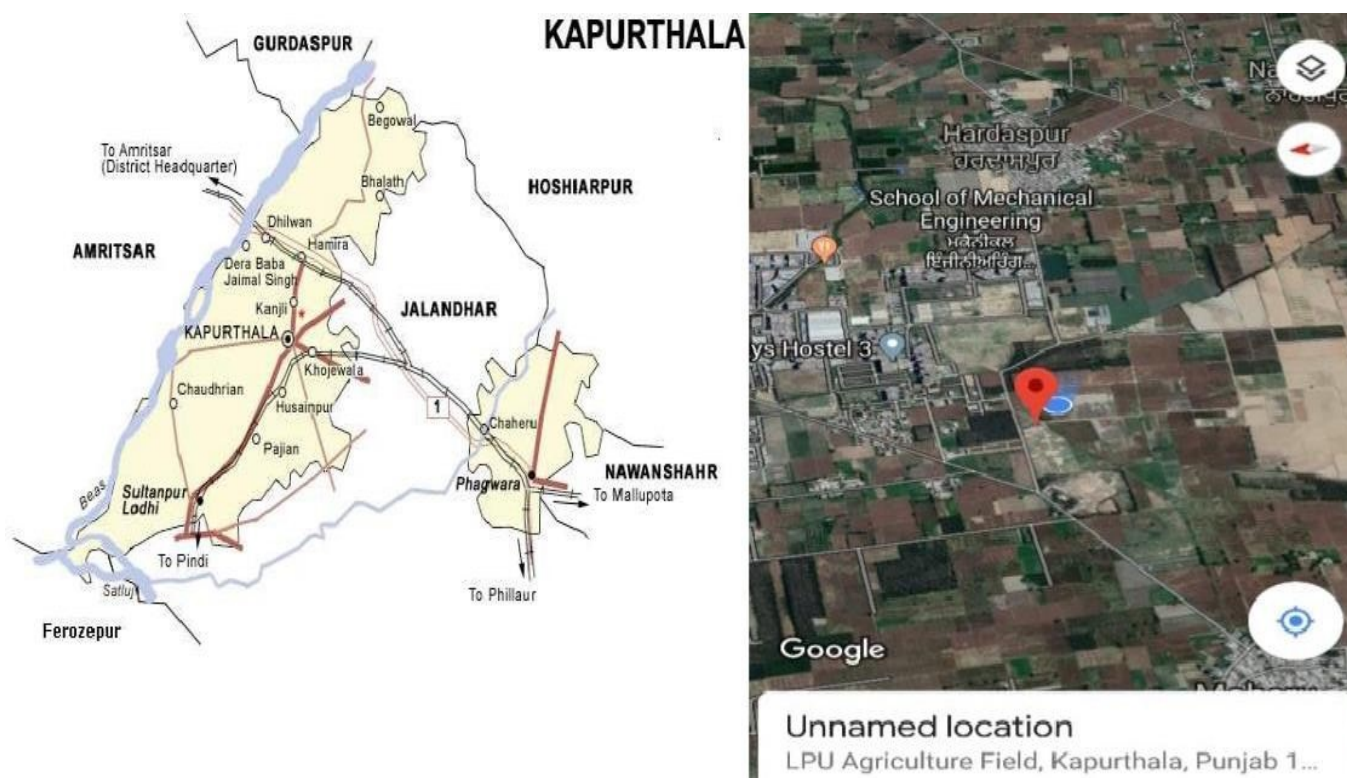 KAPURTHALA
GURDASPUR
Begowal
To Amritsar
(District Headquarter)
Bhalath
HOSHIARPUR
Dhilwan
AMRITSAR
Hamira
Dera Baba
Jaimal Singh
Kanjli
JALANDHAR
KAPURTHALA
Khojewala
Chaudhrian
Husainpur
1
Chaheru
Pajian
NAWANSHAHR
Beas
Sultanpur
Lodhi
Phagwara
To Mallupota
To Pindi
Satluj
To Phillaur
Ferozepur
Hardaspur
ਹਰਦਾਸਪੁਰ
School of Mechanical
Engineering
ਮਕੈਨੀਕਲ
ਇੰਜੀਨੀਅਰਿੰਗ...
ys Hostel 3
Google
Unnamed location
LPU Agriculture Field, Kapurthala, Punjab 1...